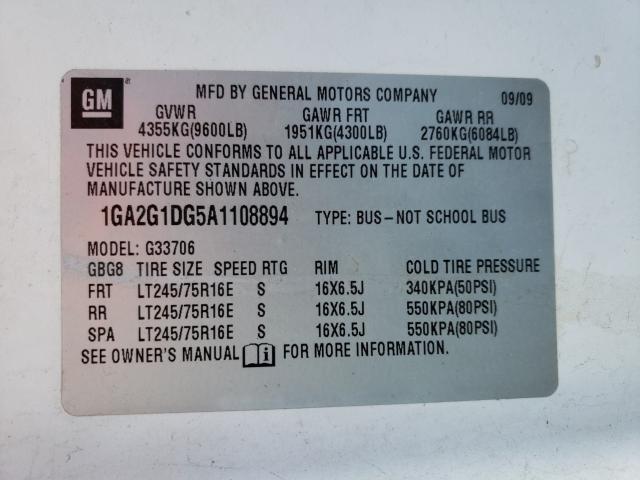 GM
MFD BY GENERAL MOTORS COMPANY 09/09
GVWR GAWR FRT GAWR RR
4355KG(9600LB) 1951KG(4300LB) 2760KG(6084LB)
THIS VEHICLE CONFORMS TO ALL APPLICABLE U.S. FEDERAL MOTOR
VEHICLE SAFETY STANDARDS IN EFFECT ON THE DATE OF
MANUFACTURE SHOWN ABOVE.
1GA2G1DG5A1108894 TYPE: BUS-NOT SCHOOL BUS
MODEL: G33706
GBG8 TIRE SIZE SPEED RTG RIM COLD TIRE PRESSURE
FRT LT245/75R16E S 16X6.5J 340KPA(50PSI)
RR LT245/75R16E S 16X6.5J 550KPA(80PSI)
SPA LT245/75R16E S 16X6.5J 550KPA(80PSI)
SEE OWNER'S MANUAL i FOR MORE INFORMATION.